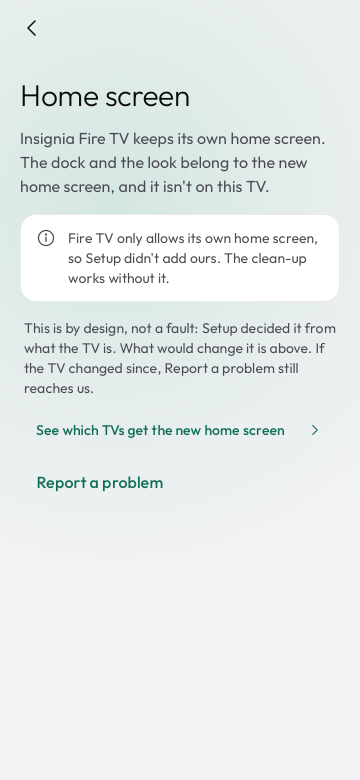 Home screen
Insignia Fire TV keeps its own home screen.
The dock and the look belong to the new
home screen, and it isn't on this TV.
Fire TV only allows its own home screen,
so Setup didn't add ours. The clean-up
works without it.
This is by design, not a fault: Setup decided it from
what the TV is. What would change it is above. If
the TV changed since, Report a problem still
reaches us.
See which TVs get the new home screen
Report a problem